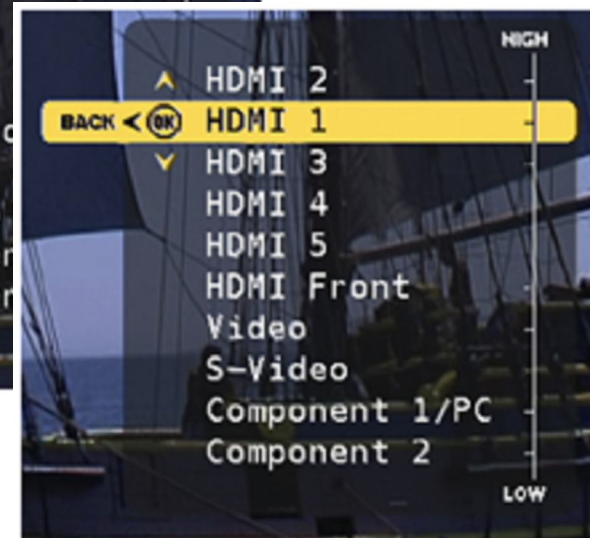 HIGH
HDMI 2
BACK OK HDMI 1
HDMI 3
HDMI 4
HDMI 5
HDMI Front
Video
S-Video
Component 1/PC
Component 2
LOW